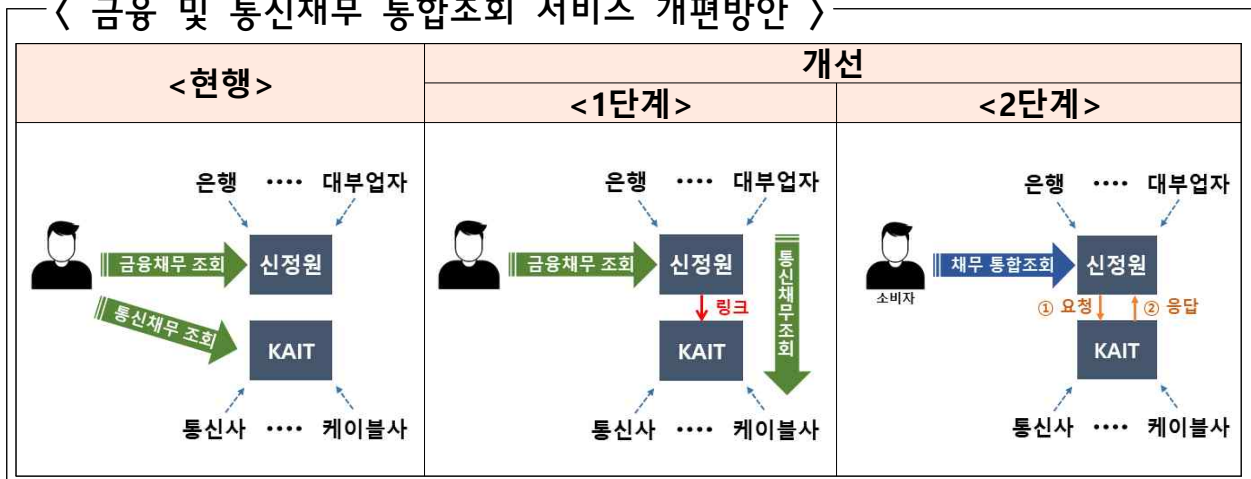 < 금융 및 통신채무 통합조회 서비스 개편방안 >
<현행>
개선
<1단계>
<2단계>
은행 ···· 대부업자
금융채무 조회
신정원
통신채무 조회
KAIT
통신사 ···· 케이블사
은행 ···· 대부업자
금융채무 조회
신정원
링크
통신채무조회
KAIT
통신사 ···· 케이블사
은행 ···· 대부업자
소비자
채무 통합조회
신정원
① 요청
② 응답
KAIT
통신사 ···· 케이블사